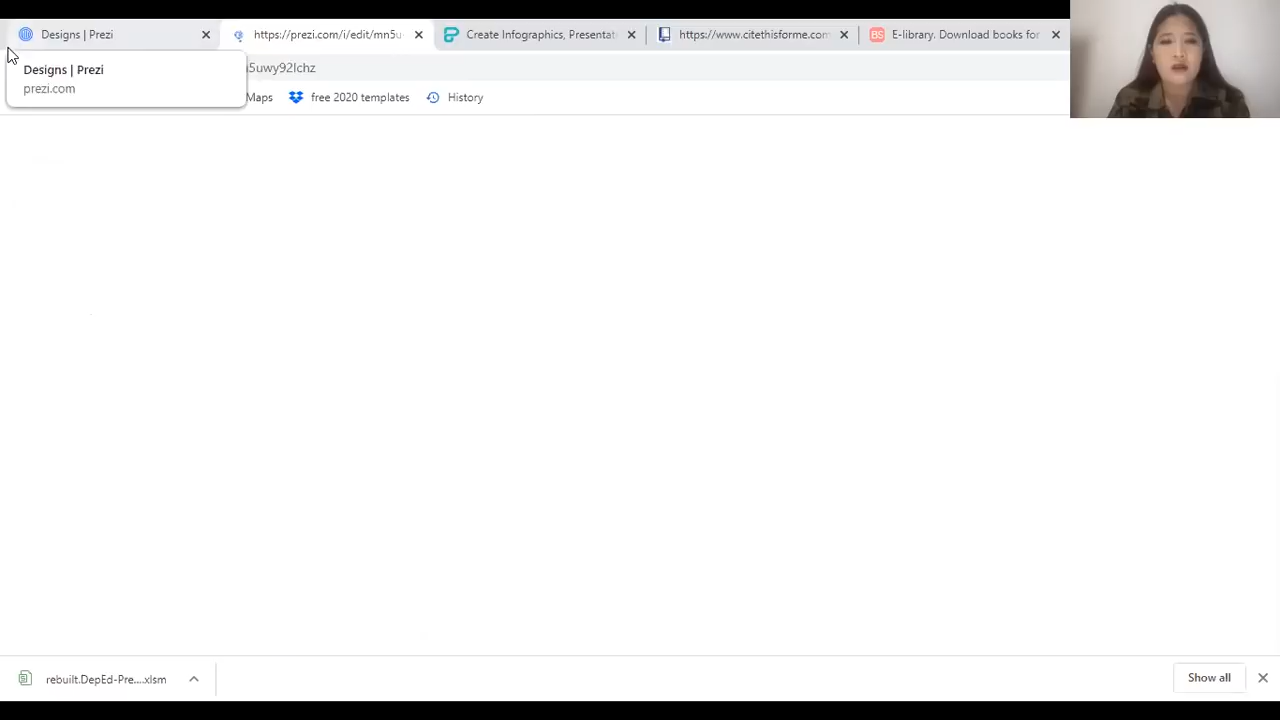 Designs | Prezi
https://prezi.com/i/edit/mn5u
Create Infographics, Presentat
https://www.citethisforme.com
E-library. Download books for
Designs | Prezi
prezi.com
i5uwy92lchz
Maps
free 2020 templates
History
rebuilt.DepEd-Pre....xlsm
Show all